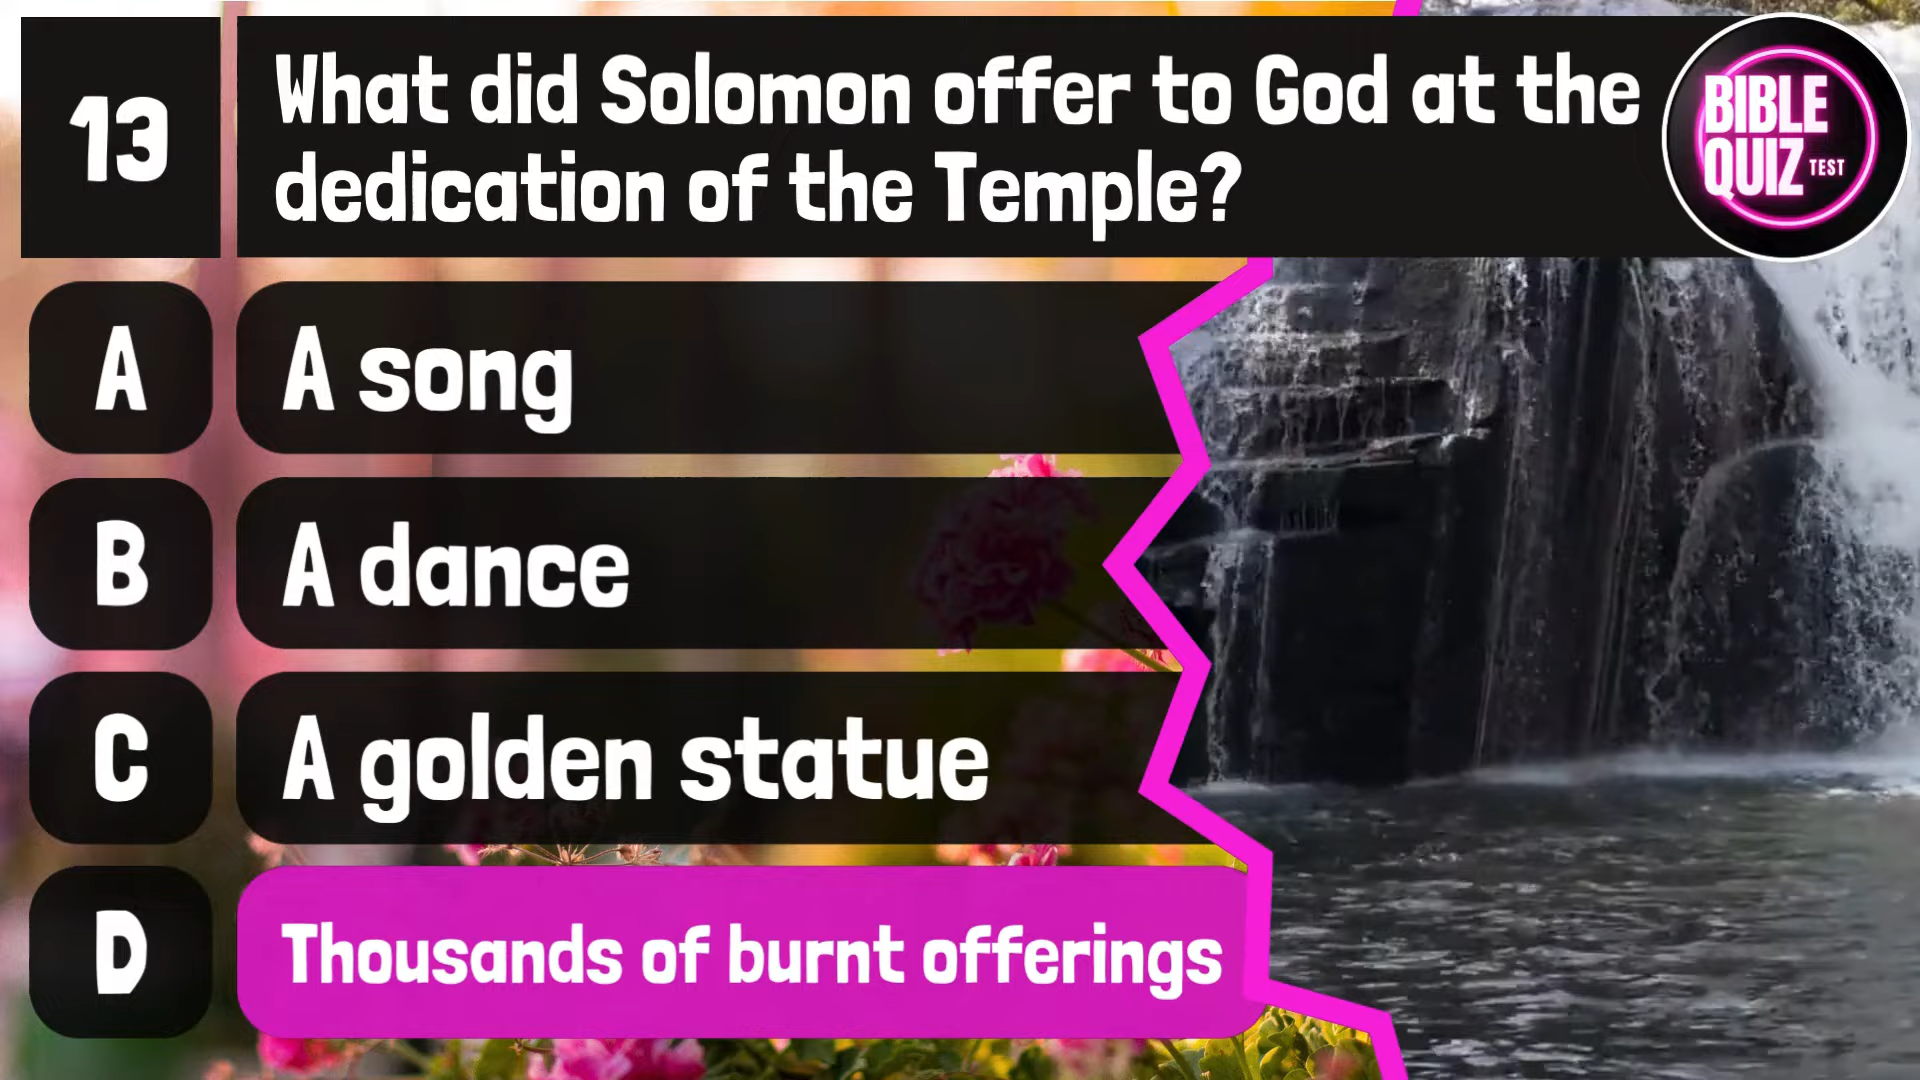 13
What did Solomon offer to God at the
dedication of the Temple?
BIBLE
QUIZ TEST
A
A song
B
A dance
C
A golden statue
D
Thousands of burnt offerings